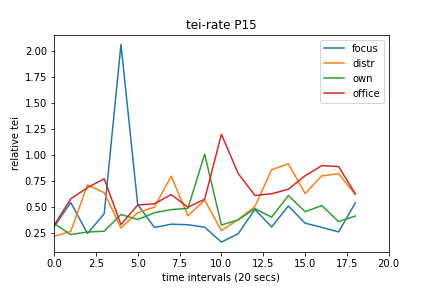 tei-rate P15
focus
distr
own
office
relative tei
2.00
1.75
1.50
1.25
1.00
0.75
0.50
0.25
0.0 2.5 5.0 7.5 10.0 12.5 15.0 17.5 20.0
time intervals (20 secs)